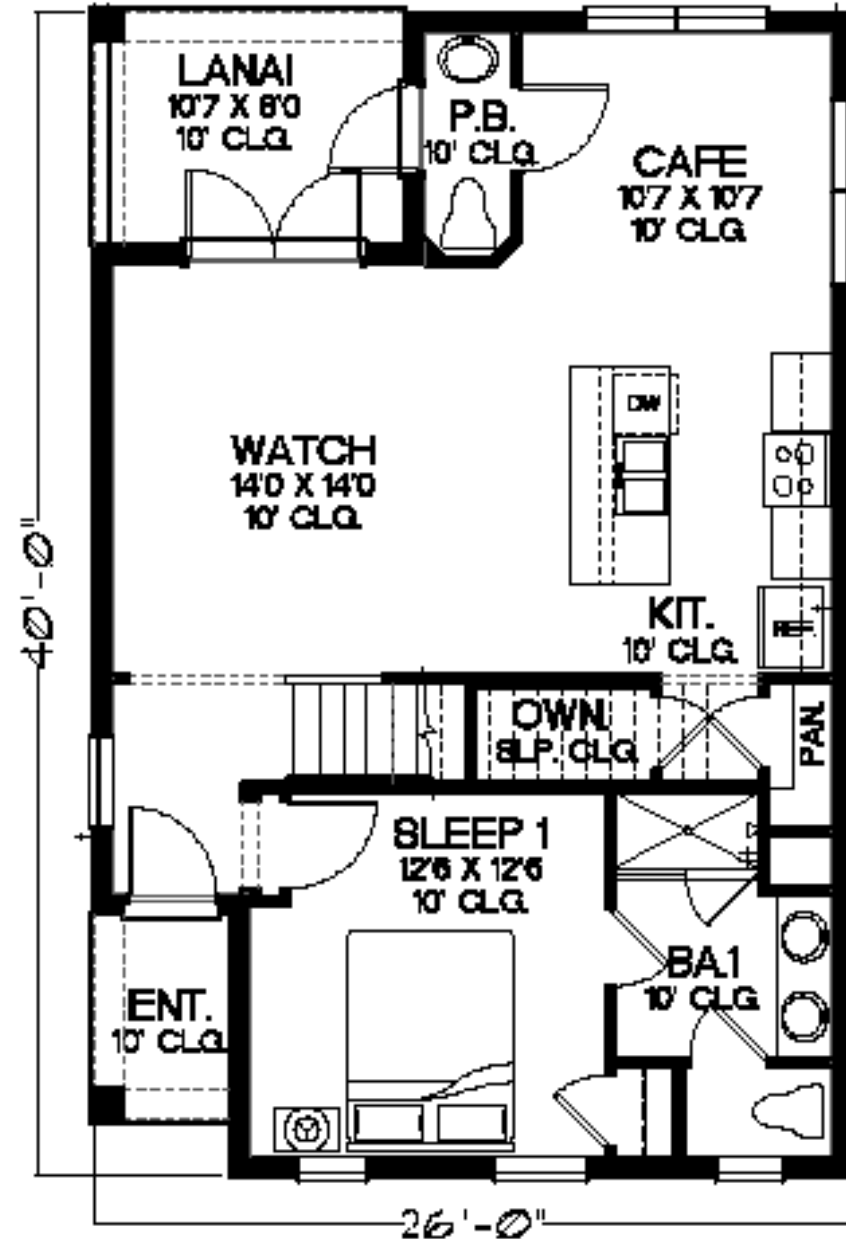 LANAI
10'7 X 8'0
10' CLG.
P.B.
10' CLG.
CAFE
10'7 X 10'7
10' CLG.
DW
WATCH
14'0 X 14'0
10' CLG.
40'-0"
KIT.
10' CLG.
REF.
OWN.
SLP. CLG.
PAN.
SLEEP 1
12'6 X 12'6
10' CLG.
BA.1
10' CLG.
ENT.
10' CLG.
26'-0"